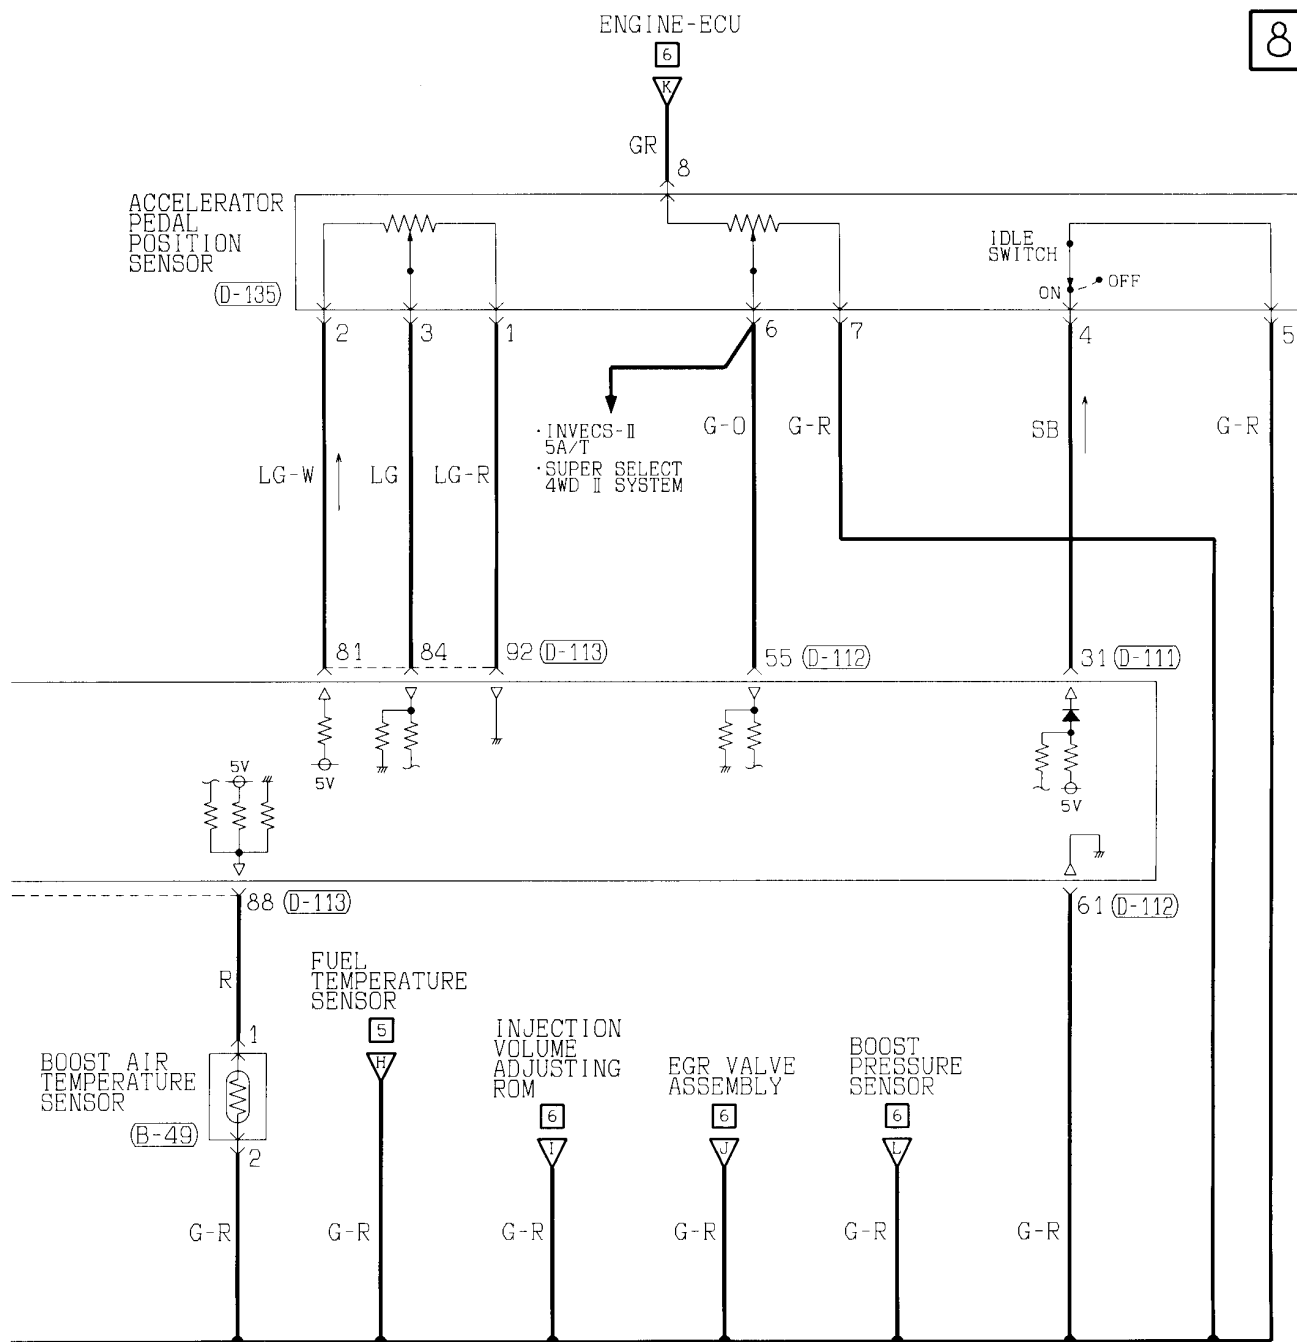 ENGINE-ECU
8
6
K
GR
8
ACCELERATOR
PEDAL
POSITION
SENSOR
(D-135)
IDLE
SWITCH
ON
OFF
2
3
1
6
7
4
5
·INVECS-II
5A/T
·SUPER SELECT
4WD II SYSTEM
LG-W
LG
LG-R
G-O
G-R
SB
G-R
81
84
92 (D-113)
55 (D-112)
31 (D-111)
5V
5V
5V
88 (D-113)
61 (D-112)
R
FUEL
TEMPERATURE
SENSOR
5
H
1
BOOST AIR
TEMPERATURE
SENSOR
(B-49)
2
INJECTION
VOLUME
ADJUSTING
ROM
6
I
EGR VALVE
ASSEMBLY
6
J
BOOST
PRESSURE
SENSOR
6
L
G-R
G-R
G-R
G-R
G-R
G-R